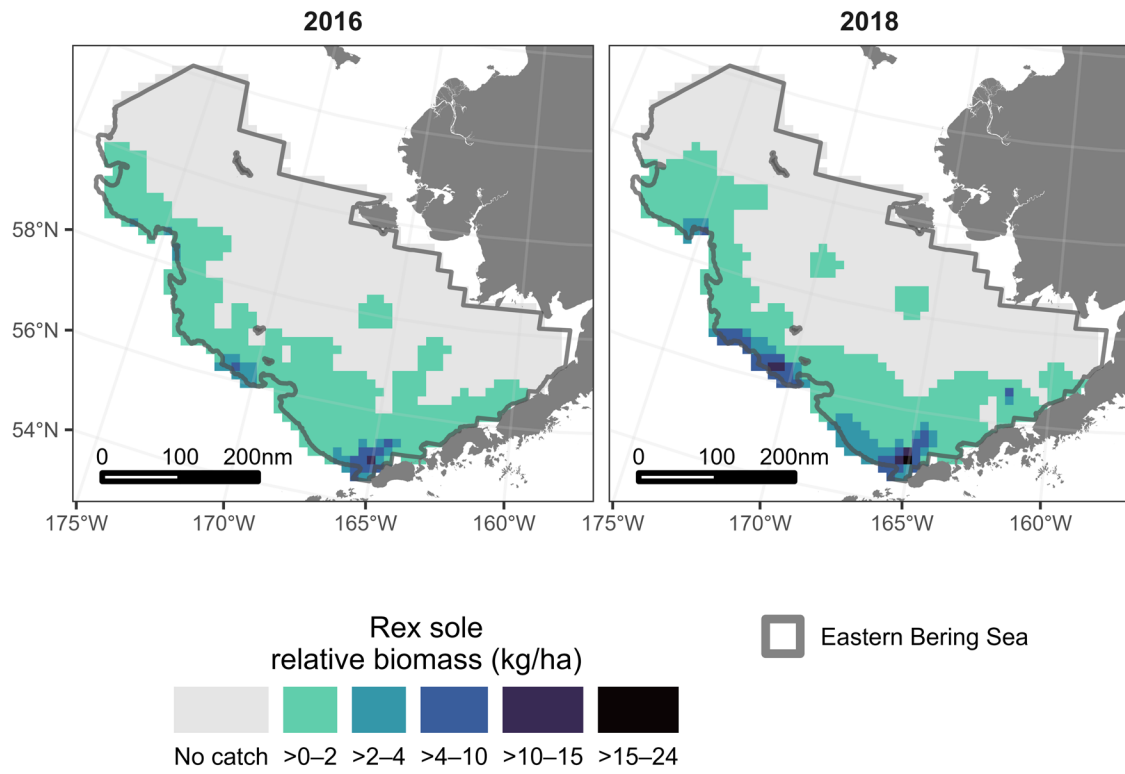 2016
2018
58°N
56°N
54°N
0 100 200nm
0 100 200nm
175°W 170°W 165°W 160°W
175°W 170°W 165°W 160°W
Rex sole
relative biomass (kg/ha)
Eastern Bering Sea
No catch >0–2 >2–4 >4–10 >10–15 >15–24